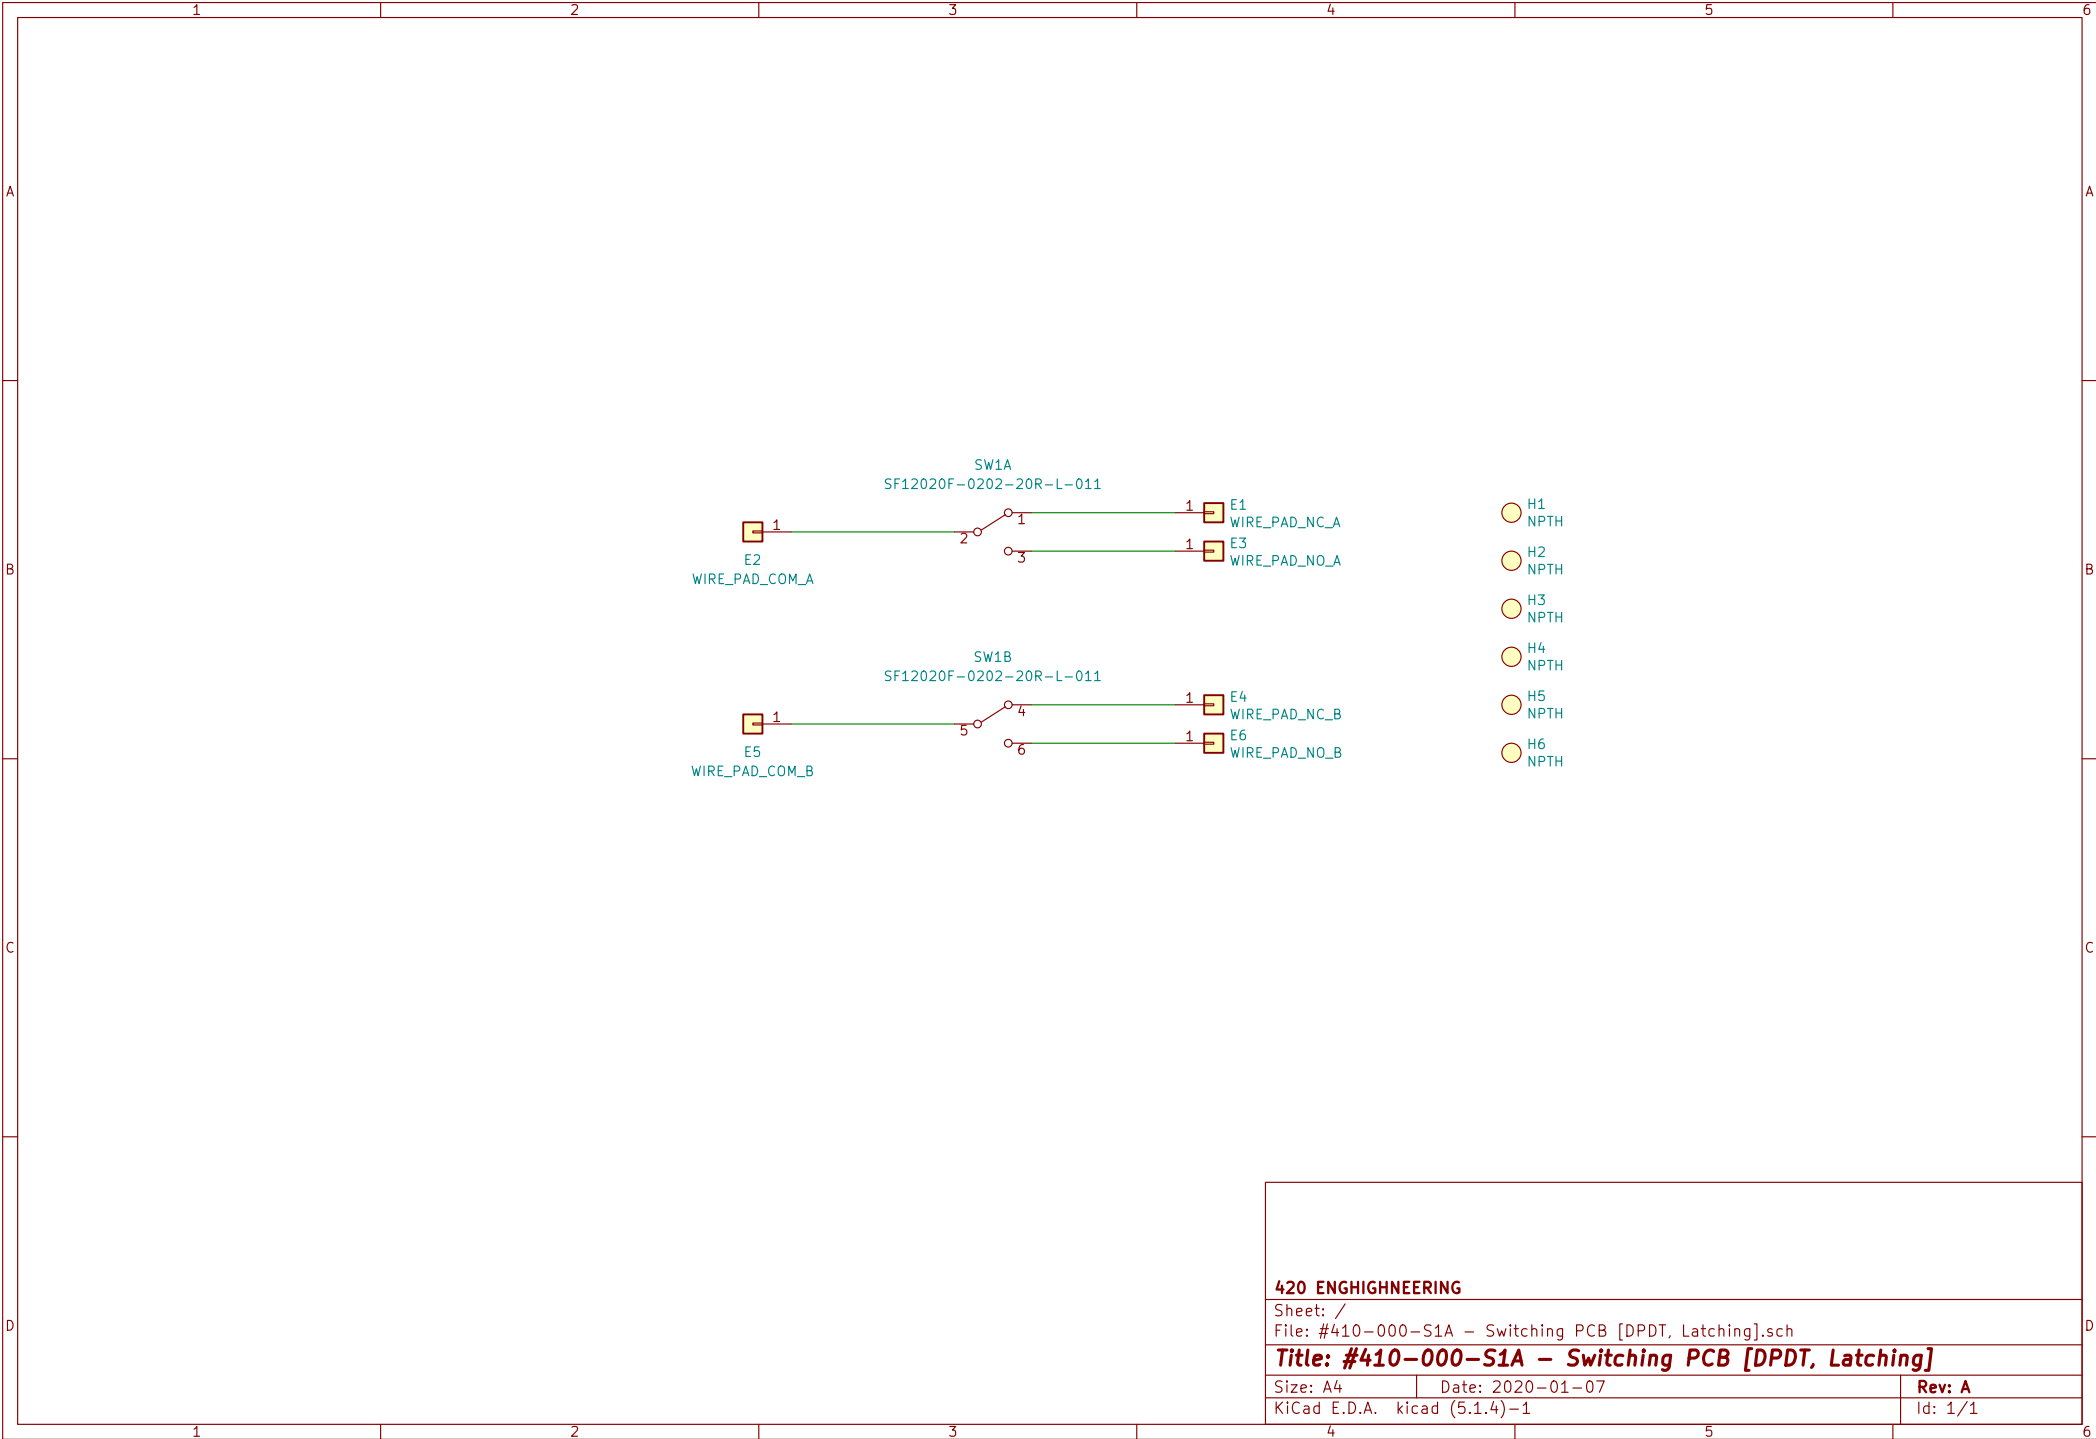 1 2 3 4 5 6
A A
SW1A
SF12020F-0202-20R-L-011
1 E1
WIRE_PAD_NC_A
1
1
2
3
E2
WIRE_PAD_COM_A
1 E3
WIRE_PAD_NO_A
H1
NPTH
H2
NPTH
B B
H3
NPTH
H4
NPTH
SW1B
SF12020F-0202-20R-L-011
1 E4
WIRE_PAD_NC_B
4
1
5
6
E5
WIRE_PAD_COM_B
1 E6
WIRE_PAD_NO_B
H5
NPTH
H6
NPTH
C C
420 ENGHIGHNEERING
Sheet: /
File: #410-000-S1A - Switching PCB [DPDT, Latching].sch
D D
Title: #410-000-S1A - Switching PCB [DPDT, Latching]
Size: A4 Date: 2020-01-07 Rev: A
KiCad E.D.A. kicad (5.1.4)-1 Id: 1/1
1 2 3 4 5 6